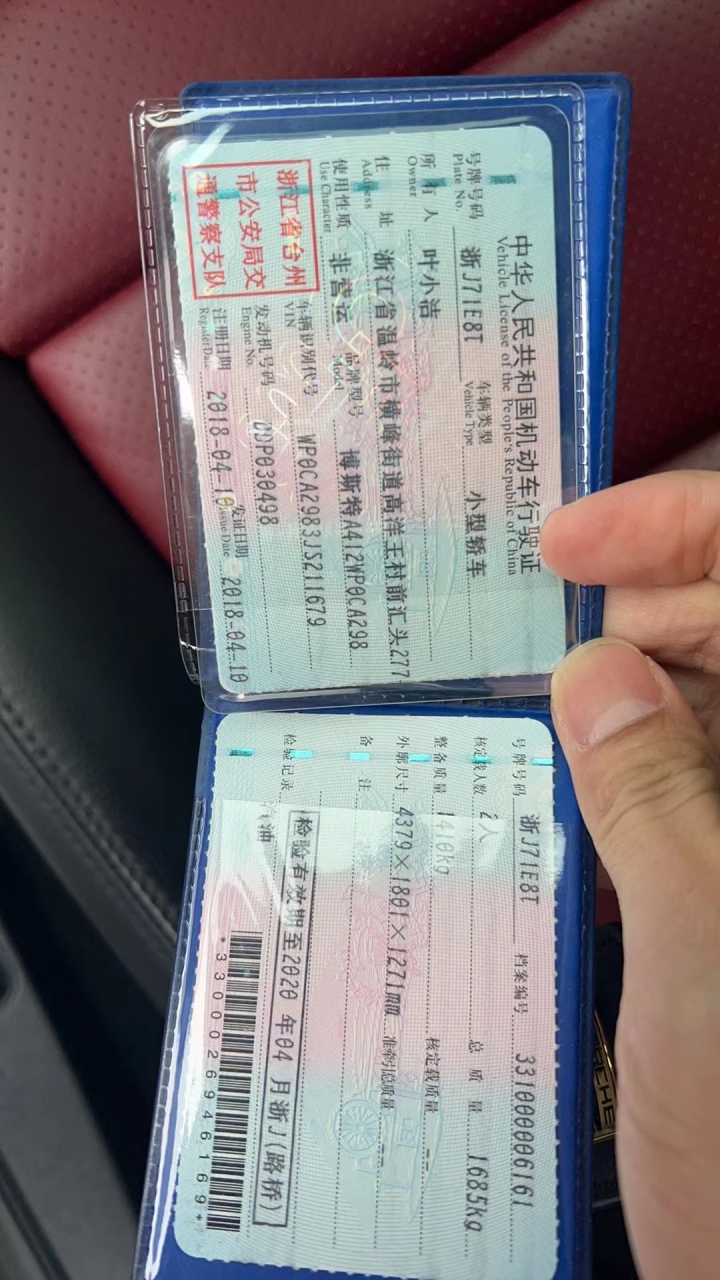 中华人民共和国机动车行驶证
Vehicle License of the People's Republic of China
号牌号码 浙J71E8T 车辆类型 小型轿车
Plate No. Vehicle Type
所有人 叶小洁
Owner
住址 浙江省温岭市横峰街道高洋王村前汇头277
Address
使用性质 非营运 品牌型号 博斯特A412WP0CA298
Use Character Model
浙江省台州
市公安局交
通警察支队
车辆识别代号 WP0CA2983JS211679
VIN
发动机号码 DDP030498
Engine No.
注册日期 2018-04-10 发证日期 2018-04-10
Register Date Issue Date
号牌号码 浙J71E8T 档案编号 331000006161
核定载人数 2人 总质量 1685kg
整备质量 1410kg 核定载质量 --
外廓尺寸 4379×1801×1271mm 准牵引总质量 --
备注
检验记录 检验有效期至2020年04月浙J(路桥)
汽油
*3300026946169*